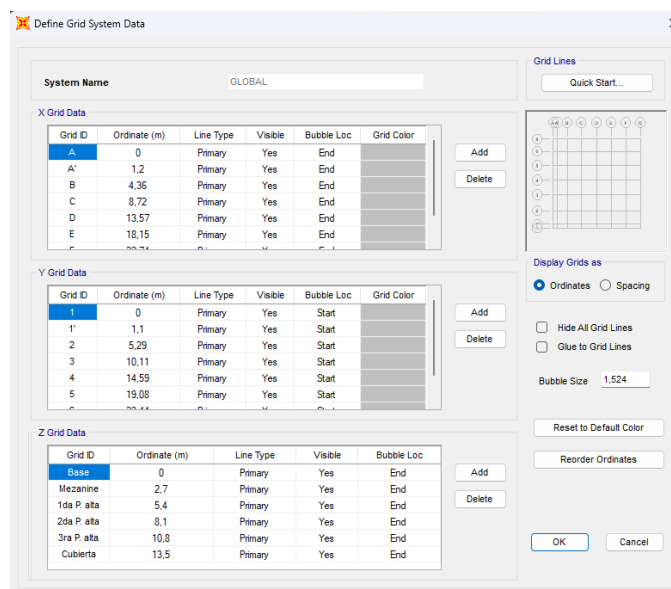 Define Grid System Data
System Name GLOBAL
Grid Lines
Quick Start...
X Grid Data
Grid ID Ordinate (m) Line Type Visible Bubble Loc Grid Color
A 0 Primary Yes End
A' 1,2 Primary Yes End
B 4,36 Primary Yes End
C 8,72 Primary Yes End
D 13,57 Primary Yes End
E 18,15 Primary Yes End
Add
Delete
Y Grid Data
Grid ID Ordinate (m) Line Type Visible Bubble Loc Grid Color
1 0 Primary Yes Start
1' 1,1 Primary Yes Start
2 5,29 Primary Yes Start
3 10,11 Primary Yes Start
4 14,59 Primary Yes Start
5 19,08 Primary Yes Start
Add
Delete
Display Grids as
Ordinates Spacing
Hide All Grid Lines
Glue to Grid Lines
Bubble Size 1,524
Reset to Default Color
Reorder Ordinates
Z Grid Data
Grid ID Ordinate (m) Line Type Visible Bubble Loc
Base 0 Primary Yes End
Mezanine 2,7 Primary Yes End
1da P. alta 5,4 Primary Yes End
2da P. alta 8,1 Primary Yes End
3ra P. alta 10,8 Primary Yes End
Cubierta 13,5 Primary Yes End
Add
Delete
OK Cancel